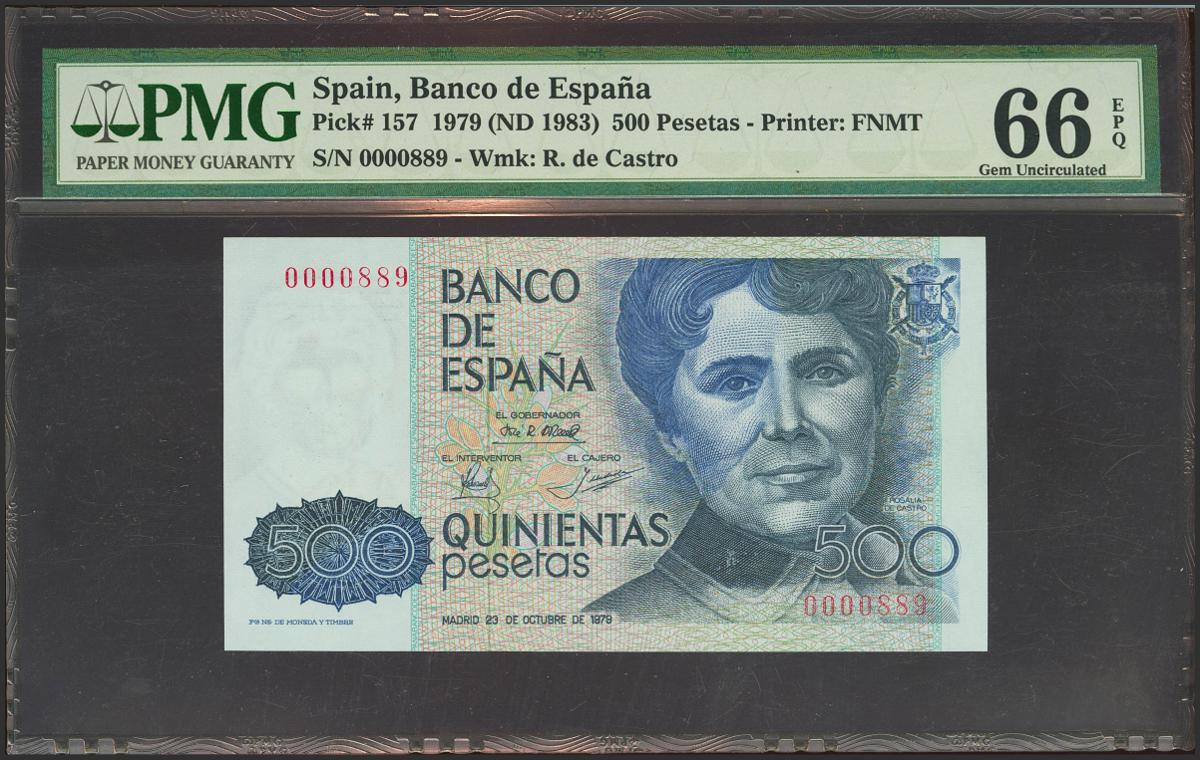 PMG
PAPER MONEY GUARANTY
Spain, Banco de España
Pick# 157 1979 (ND 1983) 500 Pesetas - Printer: FNMT
S/N 0000889 - Wmk: R. de Castro
66
EPQ
Gem Uncirculated
0000889
BANCO
DE
ESPAÑA
EL GOBERNADOR
EL INTERVENTOR EL CAJERO
ROSALIA
DE CASTRO
500
QUINIENTAS
pesetas
500
0000889
MADRID 23 DE OCTUBRE DE 1979
DE MONEDA Y TIMBRE